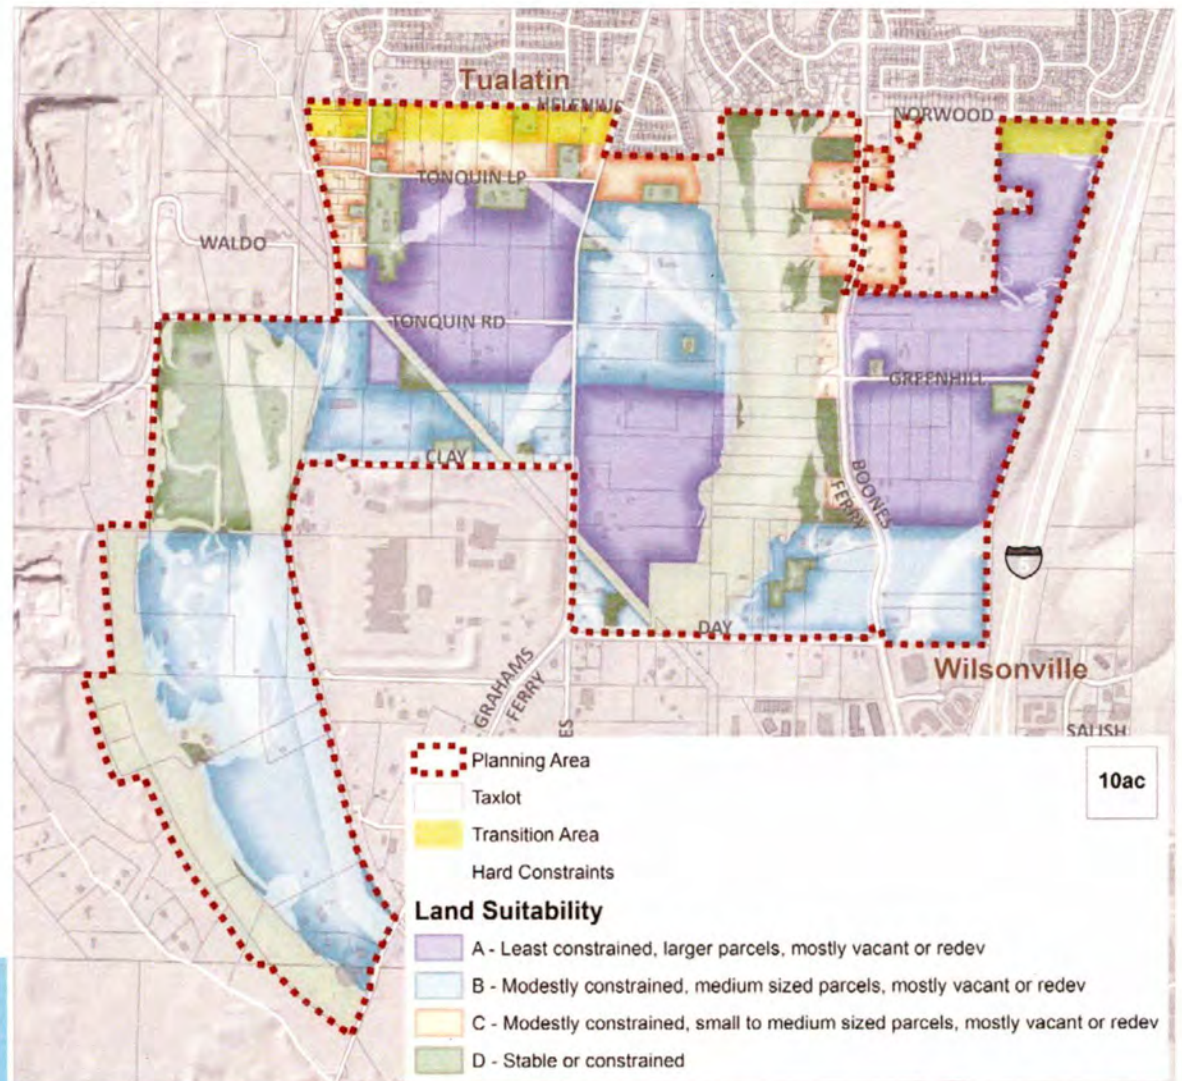 Tualatin
NORWOOD
TONQUIN LP
WALDO
TONQUIN RD
GREENHILL
CLAY
BOONES
FERRY
DAY
Wilsonville
GRAHAMS
FERRY
ES
SALISH
Planning Area
10ac
Taxlot
Transition Area
Hard Constraints
Land Suitability
A - Least constrained, larger parcels, mostly vacant or redev
B - Modestly constrained, medium sized parcels, mostly vacant or redev
C - Modestly constrained, small to medium sized parcels, mostly vacant or redev
D - Stable or constrained